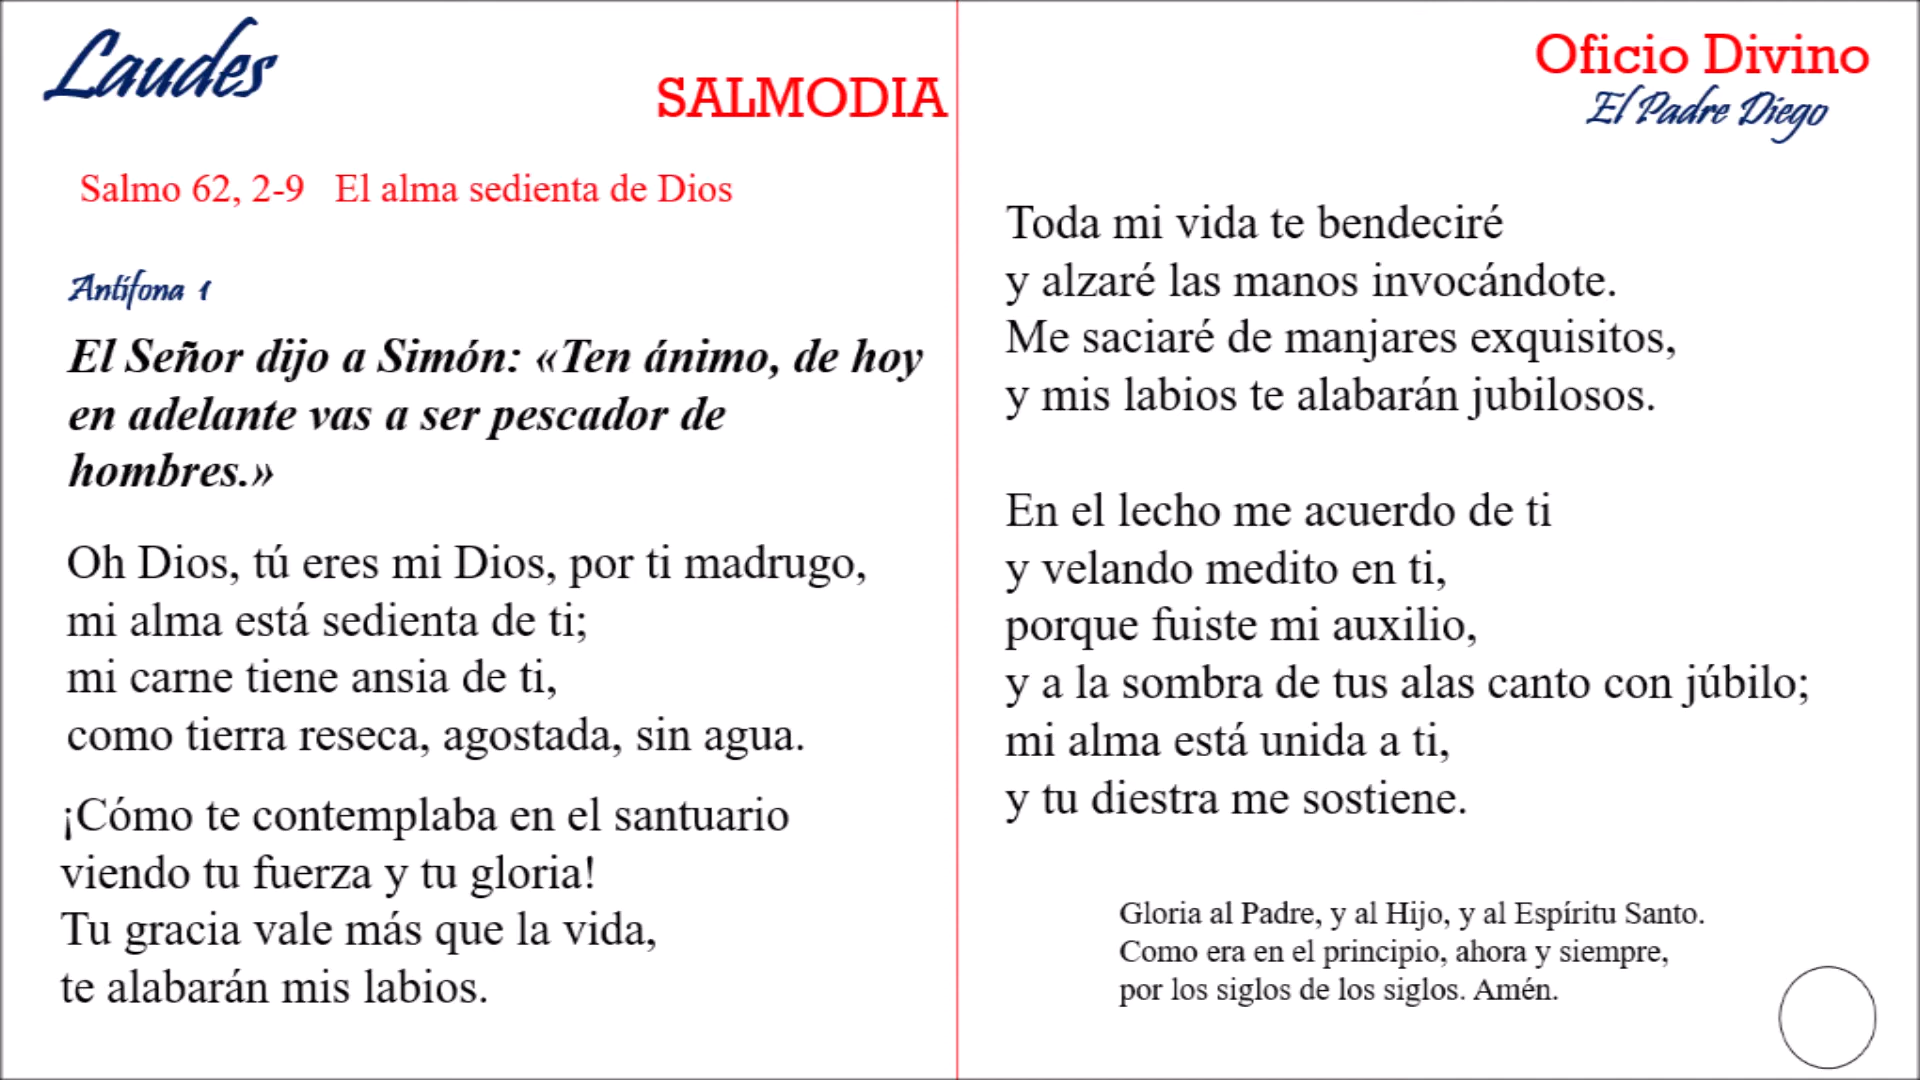 Laudes
SALMODIA
Salmo 62, 2-9 El alma sedienta de Dios
Antífona 1
El Señor dijo a Simón: «Ten ánimo, de hoy
en adelante vas a ser pescador de
hombres.»
Oh Dios, tú eres mi Dios, por ti madrugo,
mi alma está sedienta de ti;
mi carne tiene ansia de ti,
como tierra reseca, agostada, sin agua.
¡Cómo te contemplaba en el santuario
viendo tu fuerza y tu gloria!
Tu gracia vale más que la vida,
te alabarán mis labios.
Oficio Divino
El Padre Diego
Toda mi vida te bendeciré
y alzaré las manos invocándote.
Me saciaré de manjares exquisitos,
y mis labios te alabarán jubilosos.
En el lecho me acuerdo de ti
y velando medito en ti,
porque fuiste mi auxilio,
y a la sombra de tus alas canto con júbilo;
mi alma está unida a ti,
y tu diestra me sostiene.
Gloria al Padre, y al Hijo, y al Espíritu Santo.
Como era en el principio, ahora y siempre,
por los siglos de los siglos. Amén.